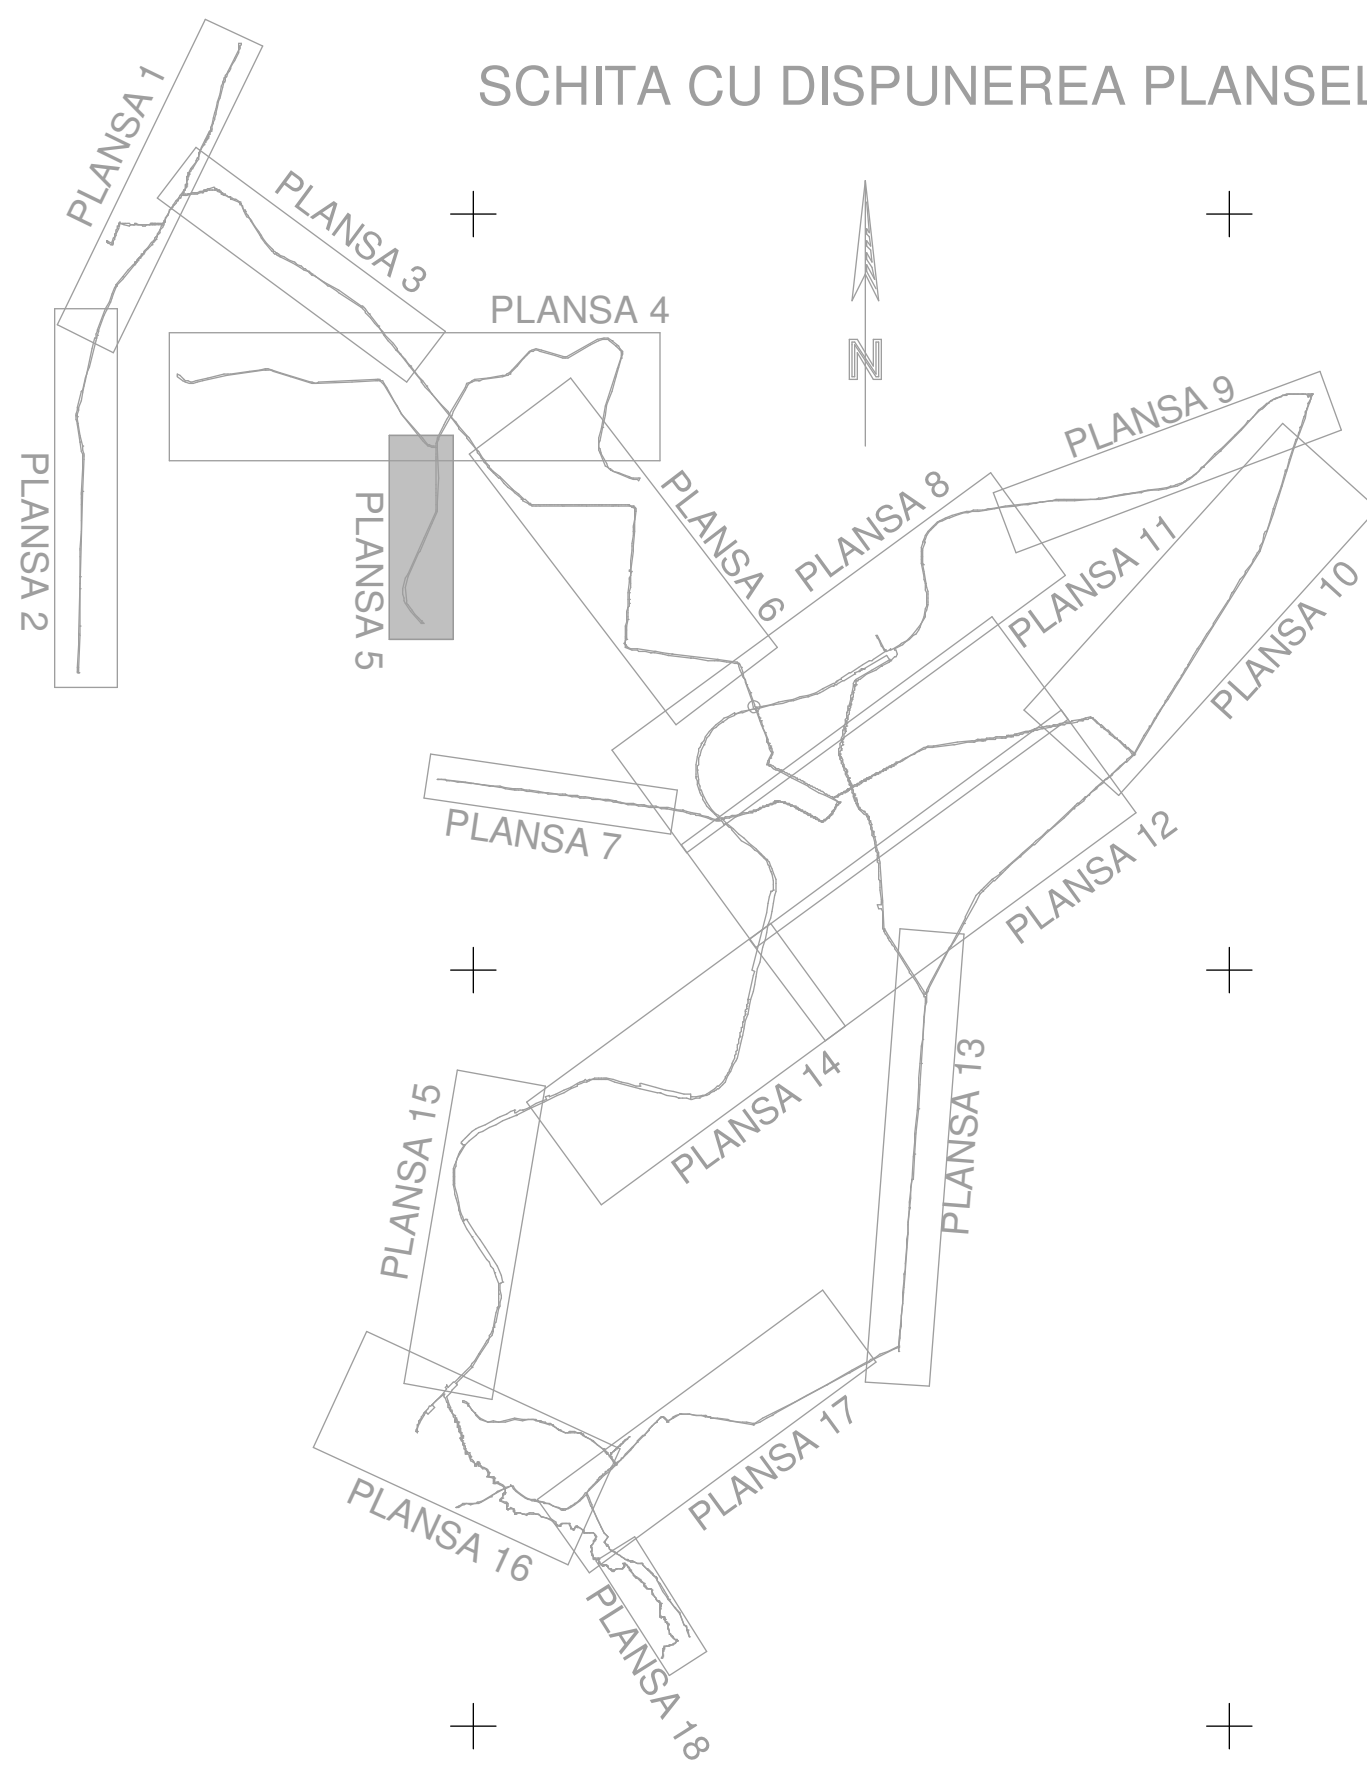 SCHITA CU DISPUNEREA PLANSEL
PLANSA 1
PLANSA 3
PLANSA 4
N
PLANSA 9
PLANSA 2
PLANSA 5
PLANSA 6
PLANSA 8
PLANSA 11
PLANSA 10
PLANSA 7
PLANSA 12
PLANSA 14
PLANSA 13
PLANSA 15
PLANSA 17
PLANSA 16
PLANSA 18